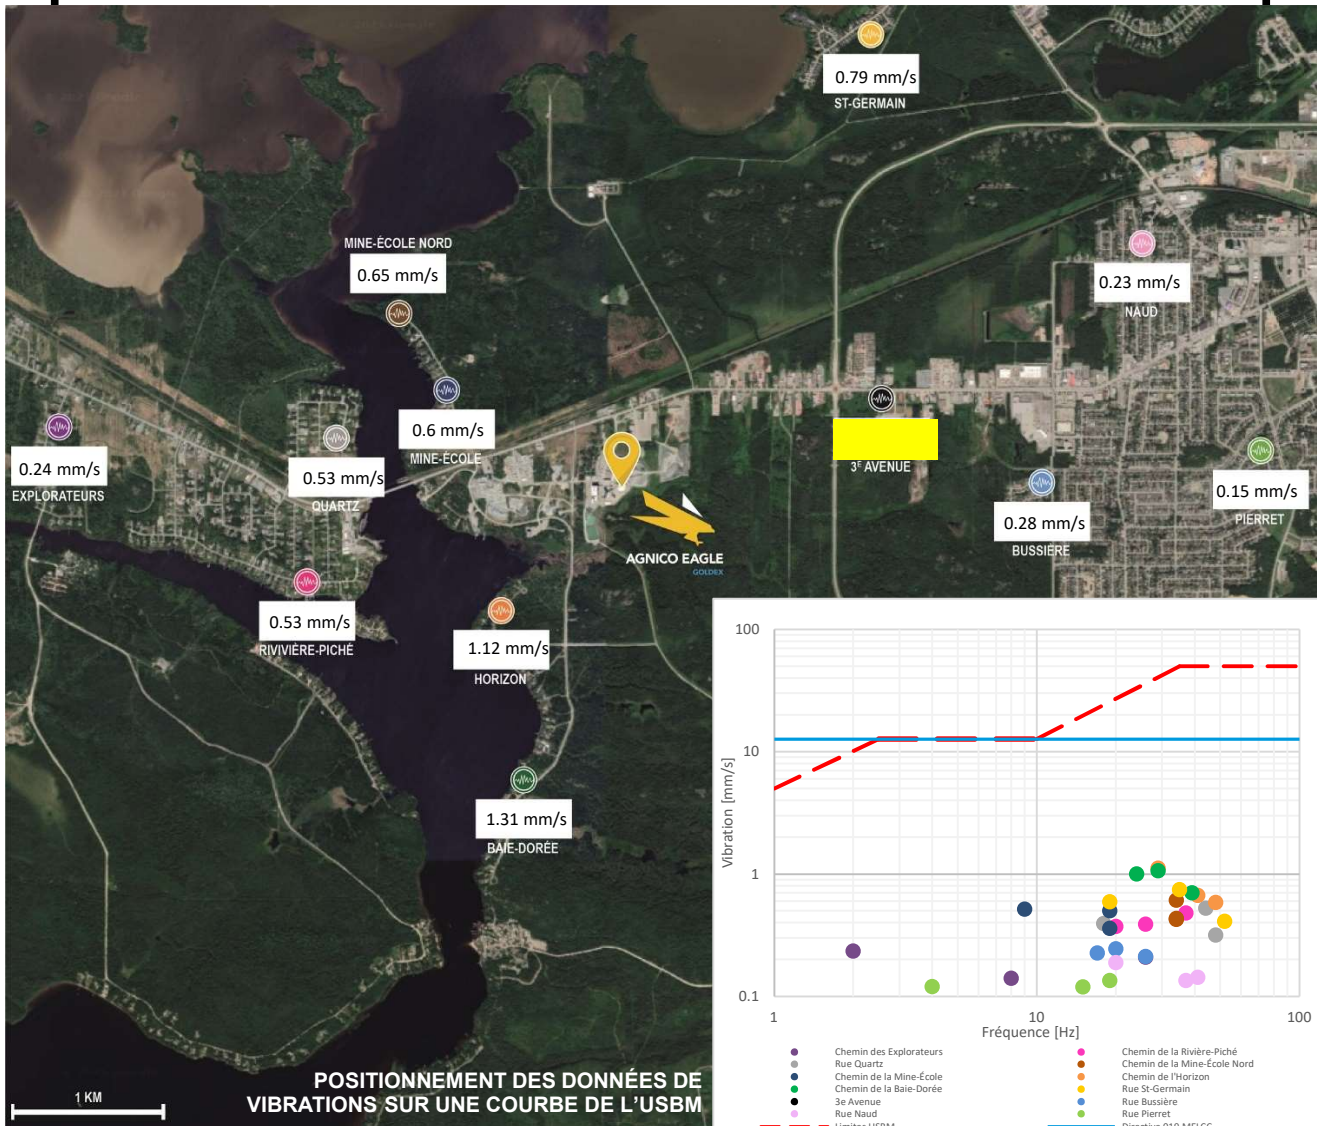 0.79 mm/s
ST-GERMAIN
MINE-ÉCOLE NORD
0.65 mm/s
0.23 mm/s
NAUD
0.6 mm/s
MINE-ÉCOLE
0.24 mm/s
EXPLORATEURS
0.53 mm/s
QUARTZ
3E AVENUE
0.15 mm/s
PIERRET
0.28 mm/s
BUSSIÈRE
AGNICO EAGLE
GOLDEX
0.53 mm/s
RIVIVIÈRE-PICHÉ
1.12 mm/s
HORIZON
1.31 mm/s
BAIE-DORÉE
100
10
1
0.1
Vibration [mm/s]
1
10
100
Fréquence [Hz]
Chemin des Explorateurs
Chemin de la Rivière-Piché
Rue Quartz
Chemin de la Mine-École Nord
Chemin de la Mine-École
Chemin de l'Horizon
Chemin de la Baie-Dorée
Rue St-Germain
3e Avenue
Rue Bussière
Rue Naud
Rue Pierret
Limites USBM
Directive 019 MELCC
1 KM
POSITIONNEMENT DES DONNÉES DE
VIBRATIONS SUR UNE COURBE DE L'USBM